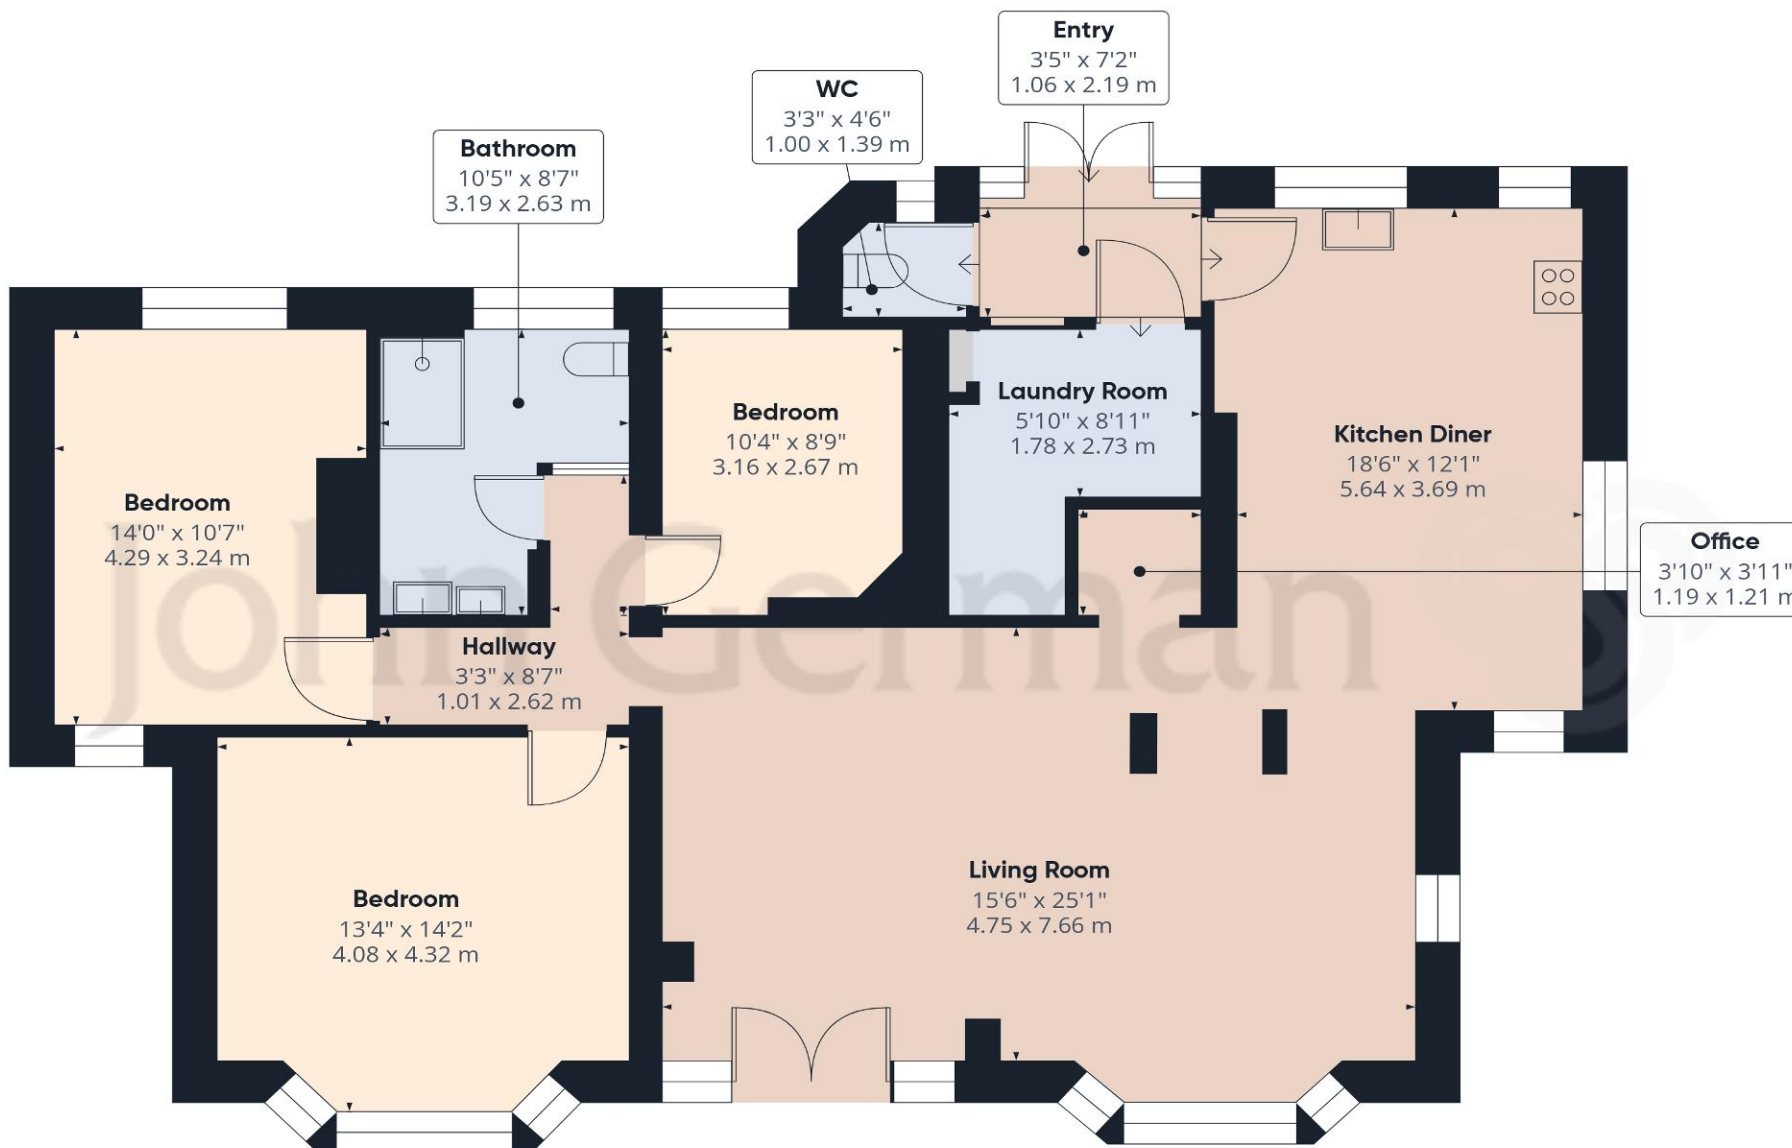 Entry
3'5" x 7'2"
1.06 x 2.19 m
WC
3'3" x 4'6"
1.00 x 1.39 m
Bathroom
10'5" x 8'7"
3.19 x 2.63 m
Laundry Room
5'10" x 8'11"
1.78 x 2.73 m
Bedroom
10'4" x 8'9"
3.16 x 2.67 m
Kitchen Diner
18'6" x 12'1"
5.64 x 3.69 m
Bedroom
14'0" x 10'7"
4.29 x 3.24 m
Office
3'10" x 3'11"
1.19 x 1.21 m
John German
Hallway
3'3" x 8'7"
1.01 x 2.62 m
Living Room
15'6" x 25'1"
4.75 x 7.66 m
Bedroom
13'4" x 14'2"
4.08 x 4.32 m